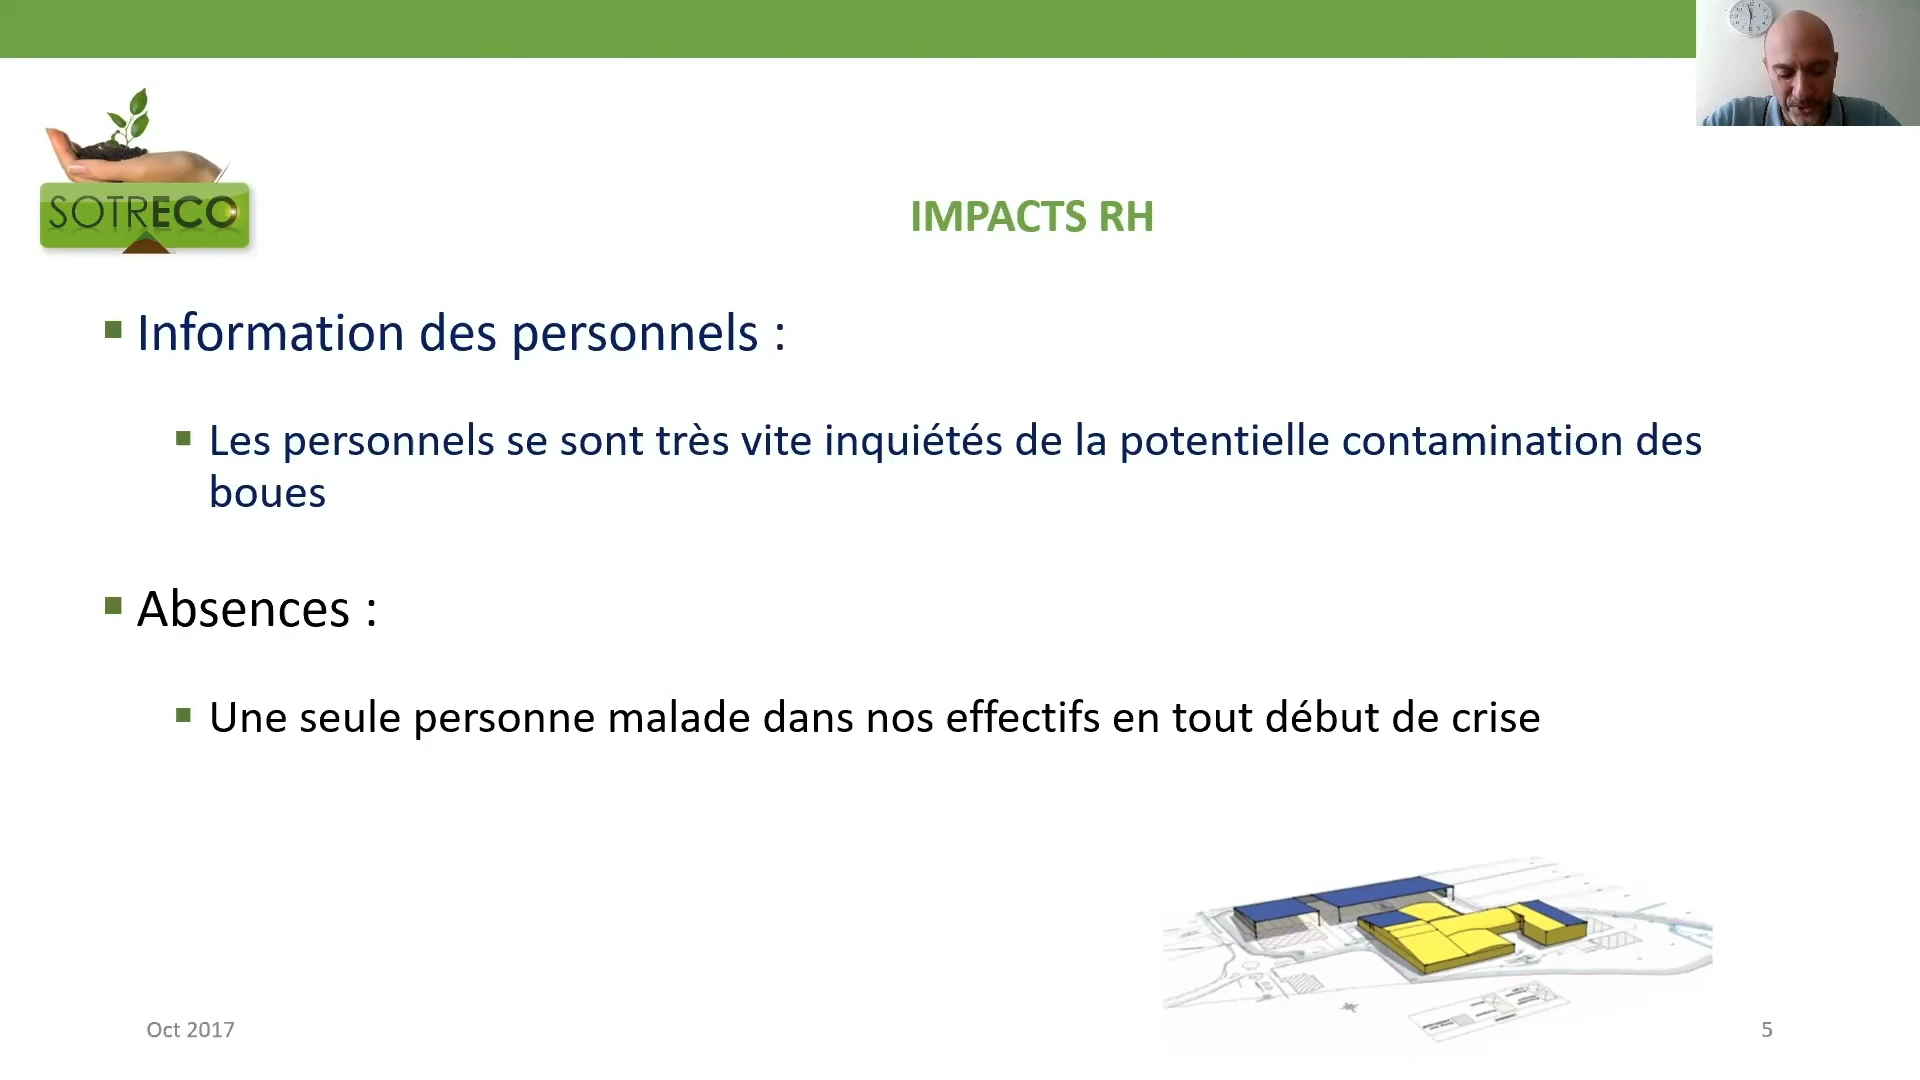 SOTRECO
IMPACTS RH
Information des personnels :
Les personnels se sont très vite inquiétés de la potentielle contamination des
boues
Absences :
Une seule personne malade dans nos effectifs en tout début de crise
Oct 2017
5